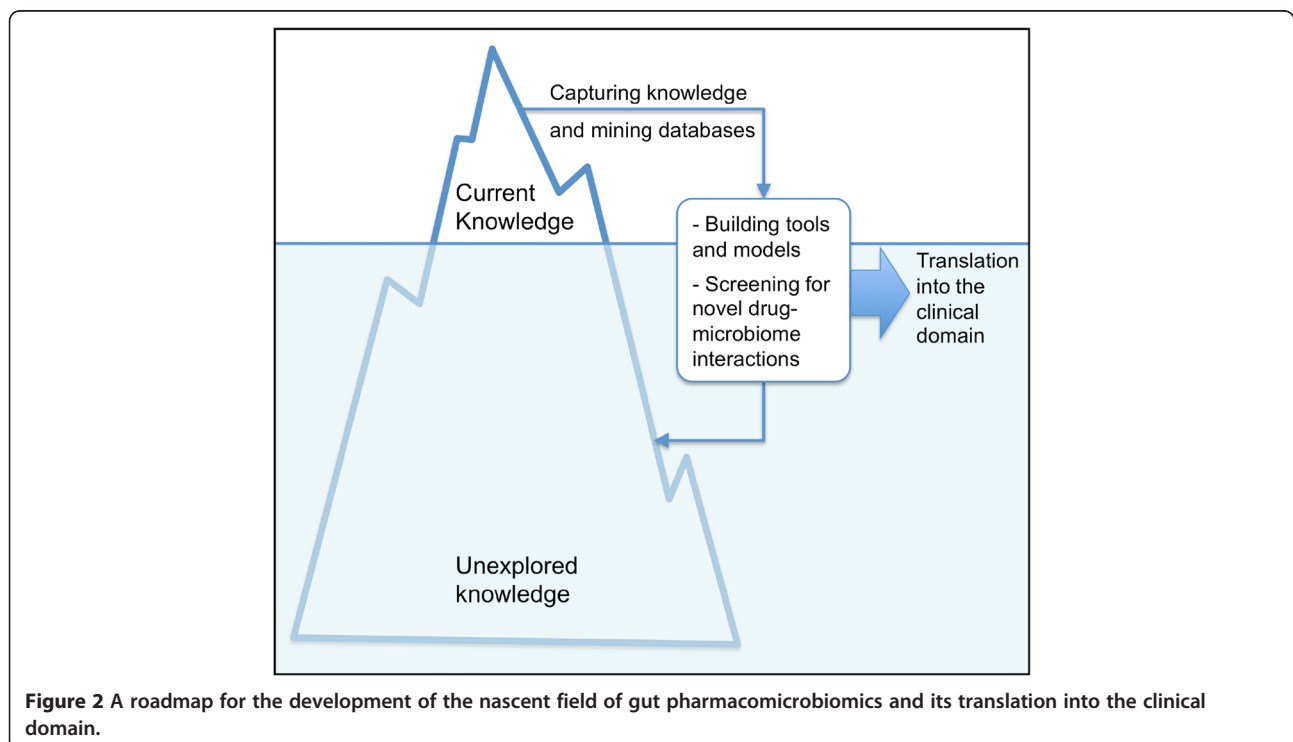 Capturing knowledge
and mining databases
Current
Knowledge
- Building tools
and models
- Screening for
novel drug-
microbiome
interactions
Translation
into the
clinical
domain
Unexplored
knowledge
Figure 2 A roadmap for the development of the nascent field of gut pharmacomicrobiomics and its translation into the clinical
domain.